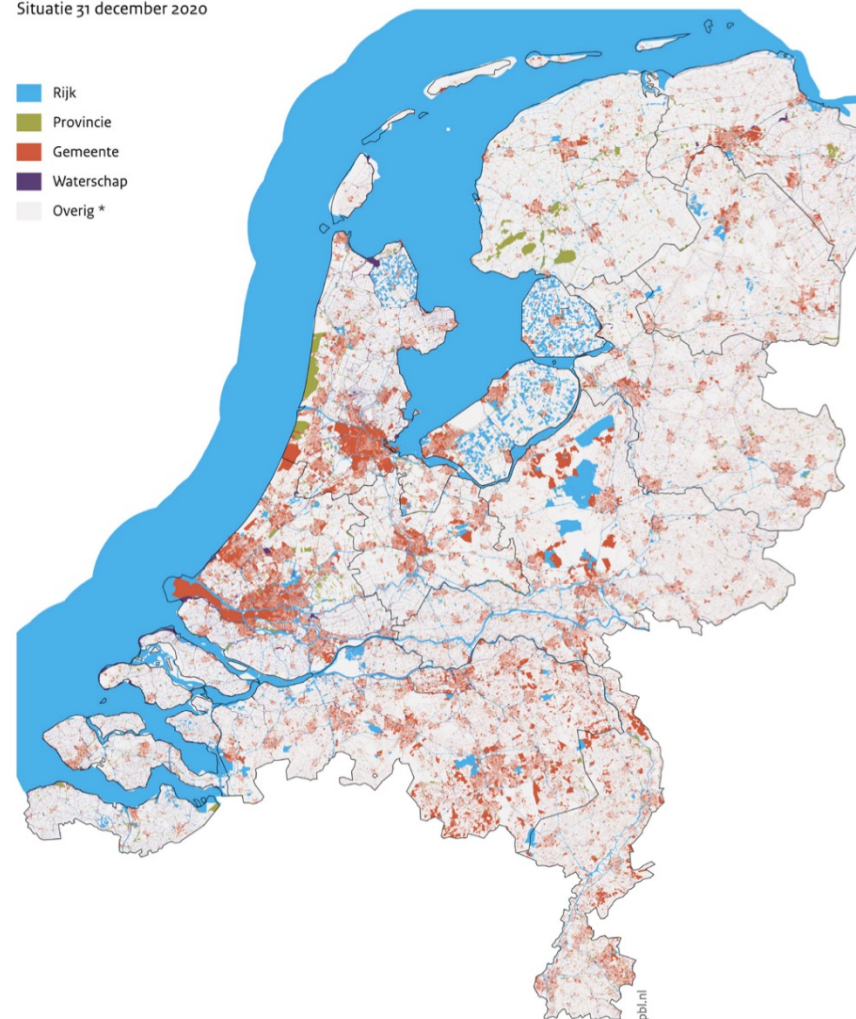 Situatie 31 december 2020
Rijk
Provincie
Gemeente
Waterschap
Overig *
pbl.nl